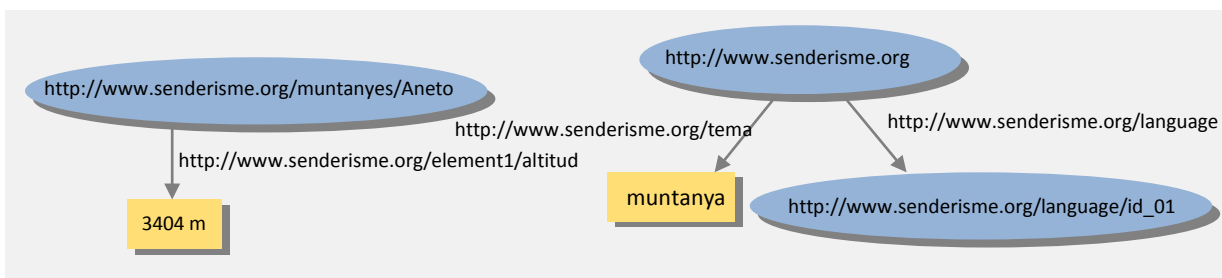 http://www.senderisme.org/muntanyes/Aneto
http://www.senderisme.org/element1/altitud
3404 m
http://www.senderisme.org
http://www.senderisme.org/tema
http://www.senderisme.org/language
muntanya
http://www.senderisme.org/language/id_01